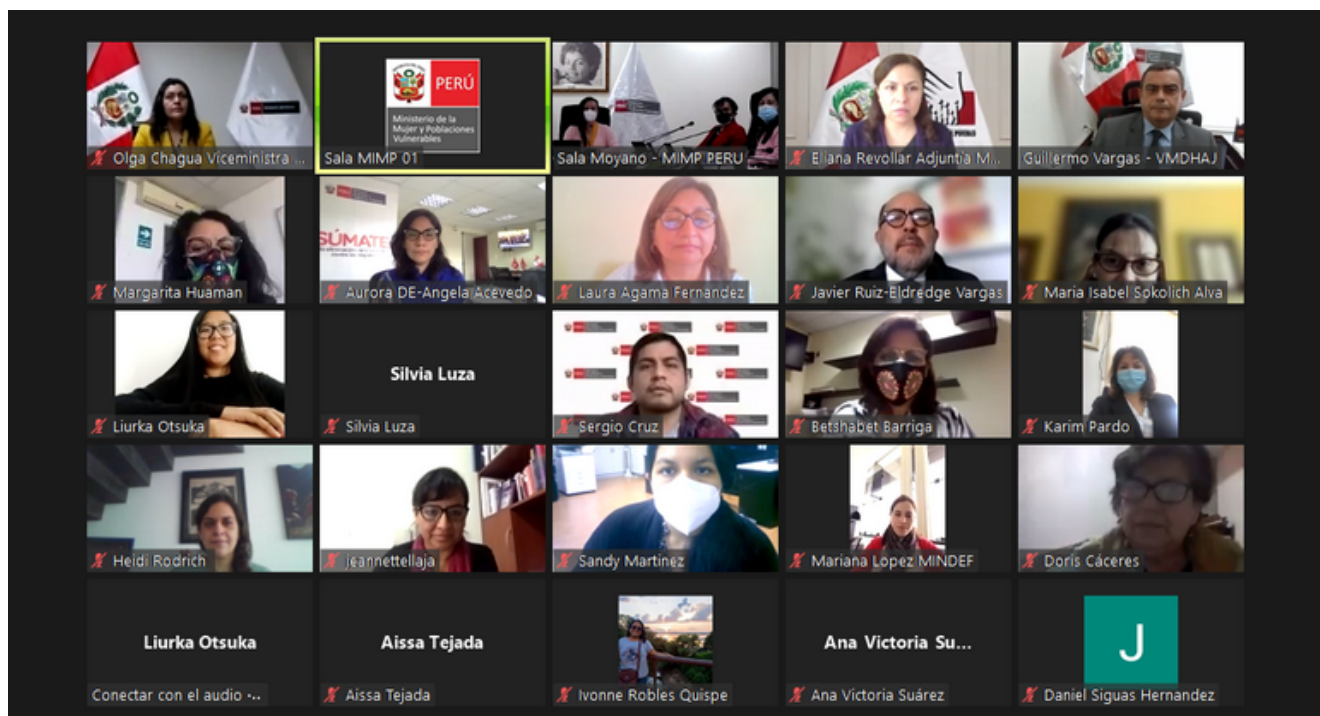 Olga Chagua Viceministra ...
PERÚ
Ministerio de la
Mujer y Poblaciones
Vulnerables
Sala MIMP 01
Sala Moyano - MIMP PERU
PUEBLO
Eliana Revollar Adjuntía M...
Guillermo Vargas - VMDHAJ
Margarita Huaman
SÚMATE
Aurora DE-Angela Acevedo
Laura Agama Fernandez
Javier Ruiz-Eldredge Vargas
Maria Isabel Sokolich Alva
Liurka Otsuka
Silvia Luza
Silvia Luza
Sergio Cruz
Betshabet Barriga
Karim Pardo
Heidi Rodrich
jeannettellaja
Sandy Martinez
Mariana Lopez MINDEF
Doris Cáceres
Liurka Otsuka
Conectar con el audio •..
Aissa Tejada
Aissa Tejada
Ivonne Robles Quispe
Ana Victoria Su...
Ana Victoria Suárez
J
Daniel Siguas Hernandez